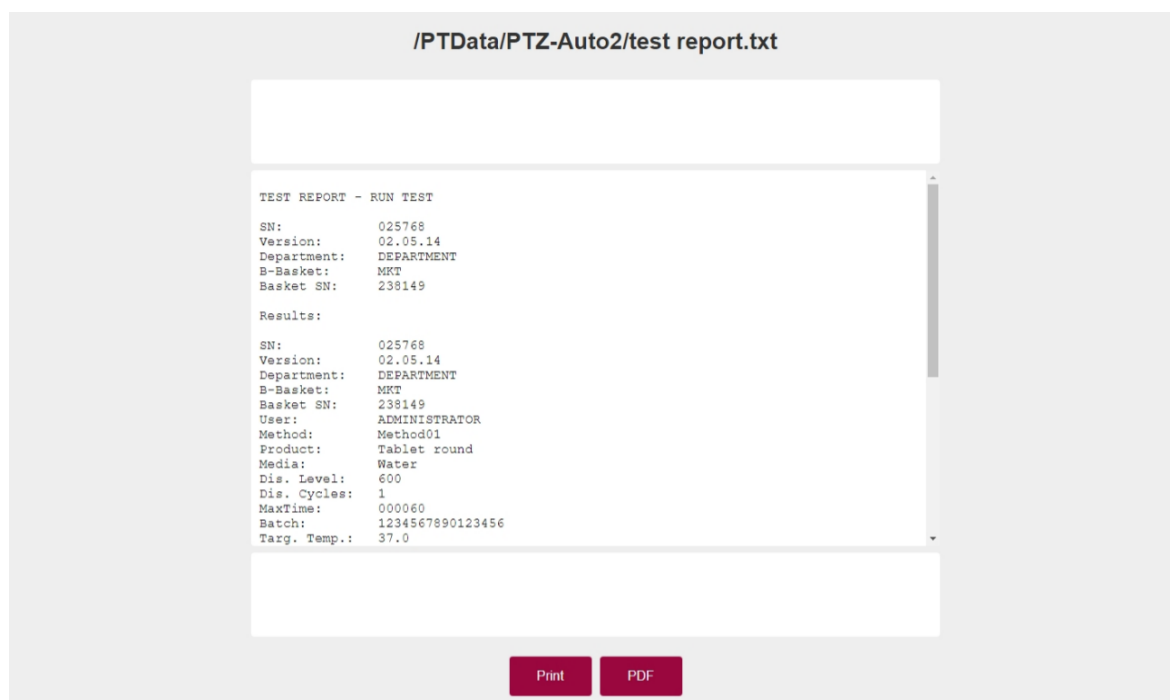 /PTData/PTZ-Auto2/test report.txt
TEST REPORT - RUN TEST
SN: 025768
Version: 02.05.14
Department: DEPARTMENT
B-Basket: MKT
Basket SN: 238149
Results:
SN: 025768
Version: 02.05.14
Department: DEPARTMENT
B-Basket: MKT
Basket SN: 238149
User: ADMINISTRATOR
Method: Method01
Product: Tablet round
Media: Water
Dis. Level: 600
Dis. Cycles: 1
MaxTime: 000060
Batch: 1234567890123456
Targ. Temp.: 37.0
Print PDF